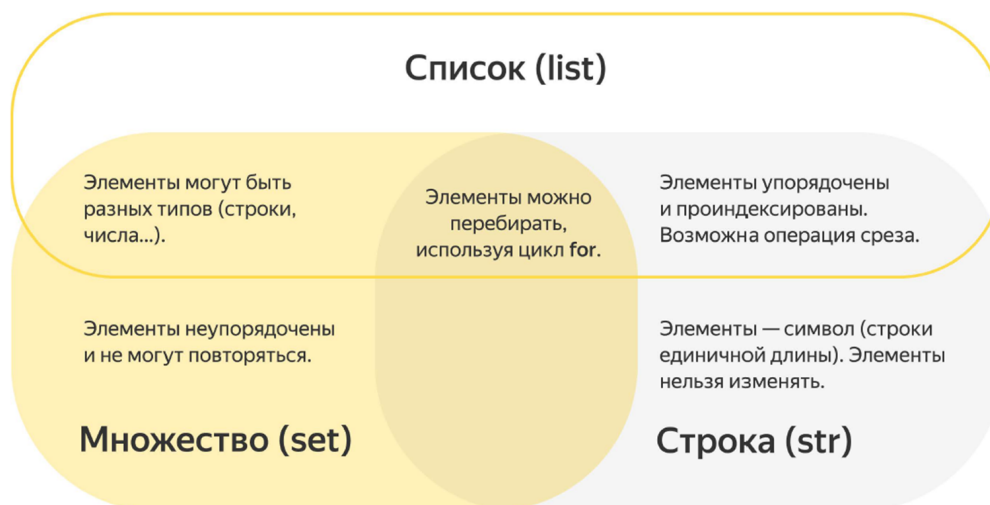 Список (list)
Элементы могут быть
разных типов (строки,
числа...).
Элементы можно
перебирать,
используя цикл for.
Элементы упорядочены
и проиндексированы.
Возможна операция среза.
Элементы неупорядочены
и не могут повторяться.
Элементы — символ (строки
единичной длины). Элементы
нельзя изменять.
Множество (set)
Строка (str)